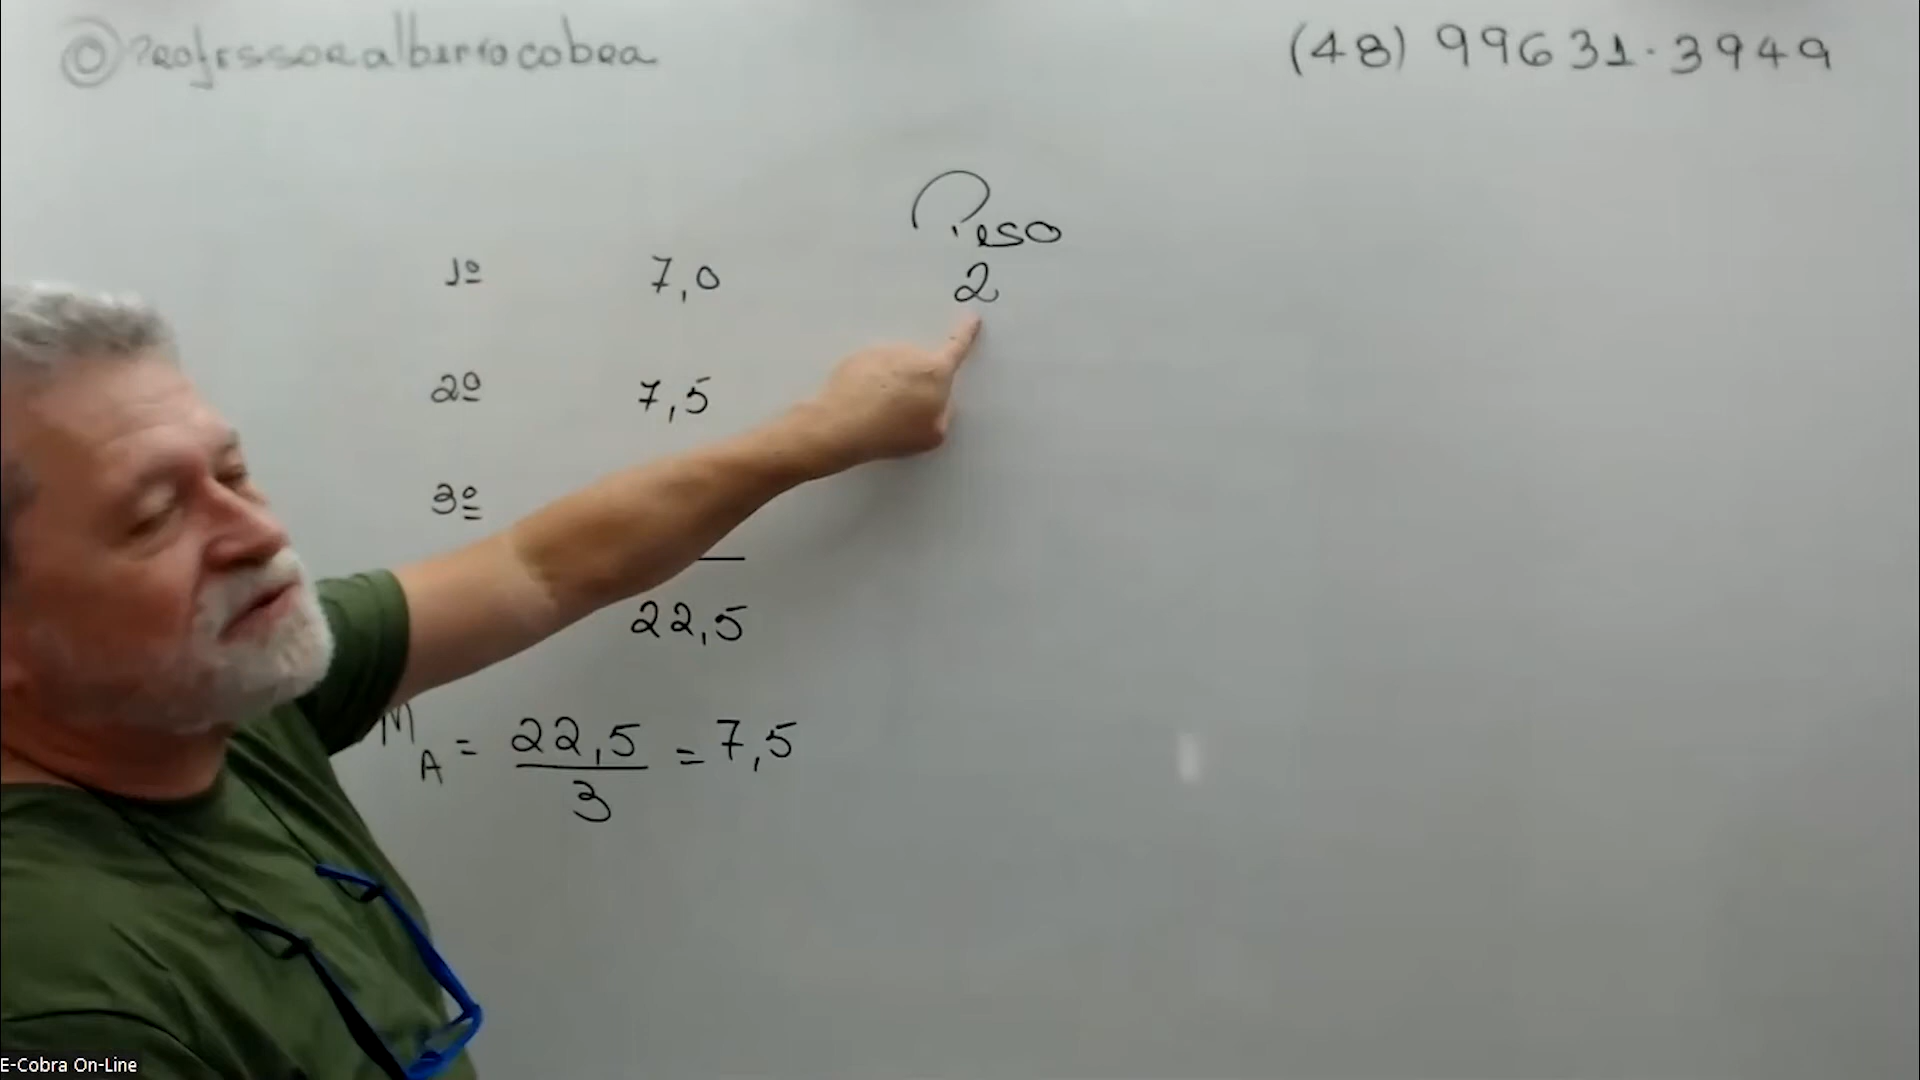 @Professoralbertocobra
(48) 99631-3949
Peso
1º 7,0 2
2º 7,5
3º
22,5
MA = 22,5 / 3 = 7,5
E-Cobra On-Line